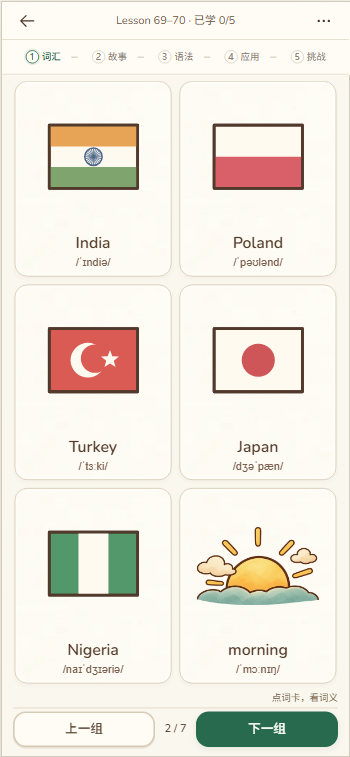 Lesson 69–70 · 已学 0/5
1 词汇 – 2 故事 – 3 语法 – 4 应用 – 5 挑战
India
/ˈɪndiə/
Poland
/ˈpəʊlənd/
Turkey
/ˈtɜːki/
Japan
/dʒəˈpæn/
Nigeria
/naɪˈdʒɪəriə/
morning
/ˈmɔːnɪŋ/
点词卡，看词义
上一组
2 / 7
下一组